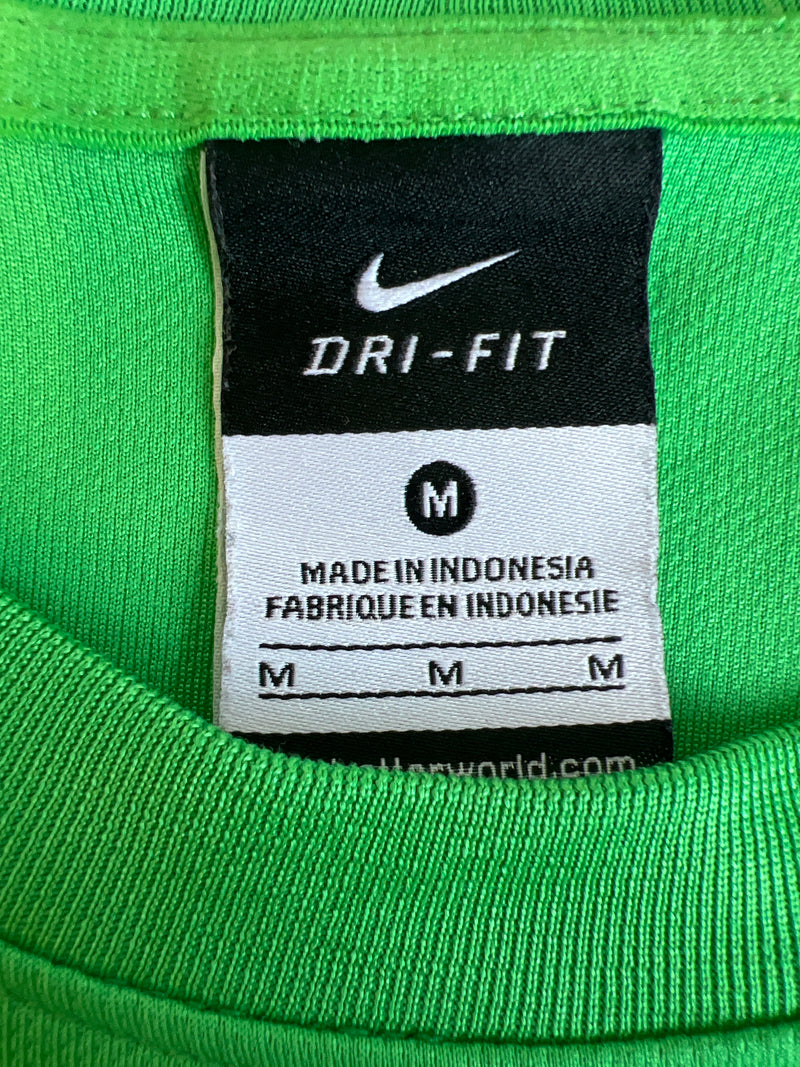 DRI-FIT
M
MADE IN INDONESIA
FABRIQUE EN INDONESIE
M M M